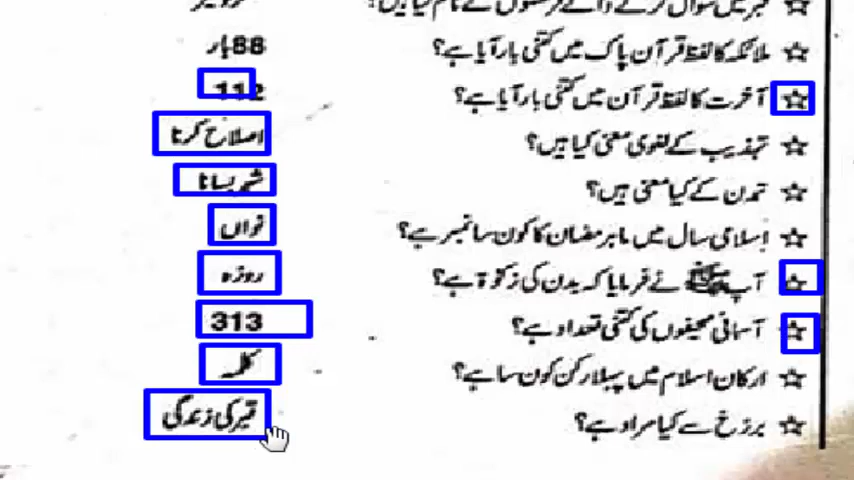 ☆ قبر میں سوال کرنے والے فرشتوں کے نام کیا ہیں؟
☆ ملائکہ کا لفظ قرآن پاک میں کتنی بار آیا ہے؟ 88 بار
☆ آخرت کا لفظ قرآن میں کتنی بار آیا ہے؟ 112
☆ تہذیب کے لغوی معنی کیا ہیں؟ اصلاح کرنا
☆ تمدن کے کیا معنی ہیں؟ شہر بسانا
☆ اسلامی سال میں ماہ رمضان کا کون سا نمبر ہے؟ نواں
☆ آپ ﷺ نے فرمایا کہ بدن کی زکوٰۃ ہے؟ روزہ
☆ آسمانی صحیفوں کی کتنی تعداد ہے؟ 313
☆ ارکان اسلام میں پہلا رکن کون سا ہے؟ کلمہ
☆ برزخ سے کیا مراد ہے؟ قبر کی زندگی